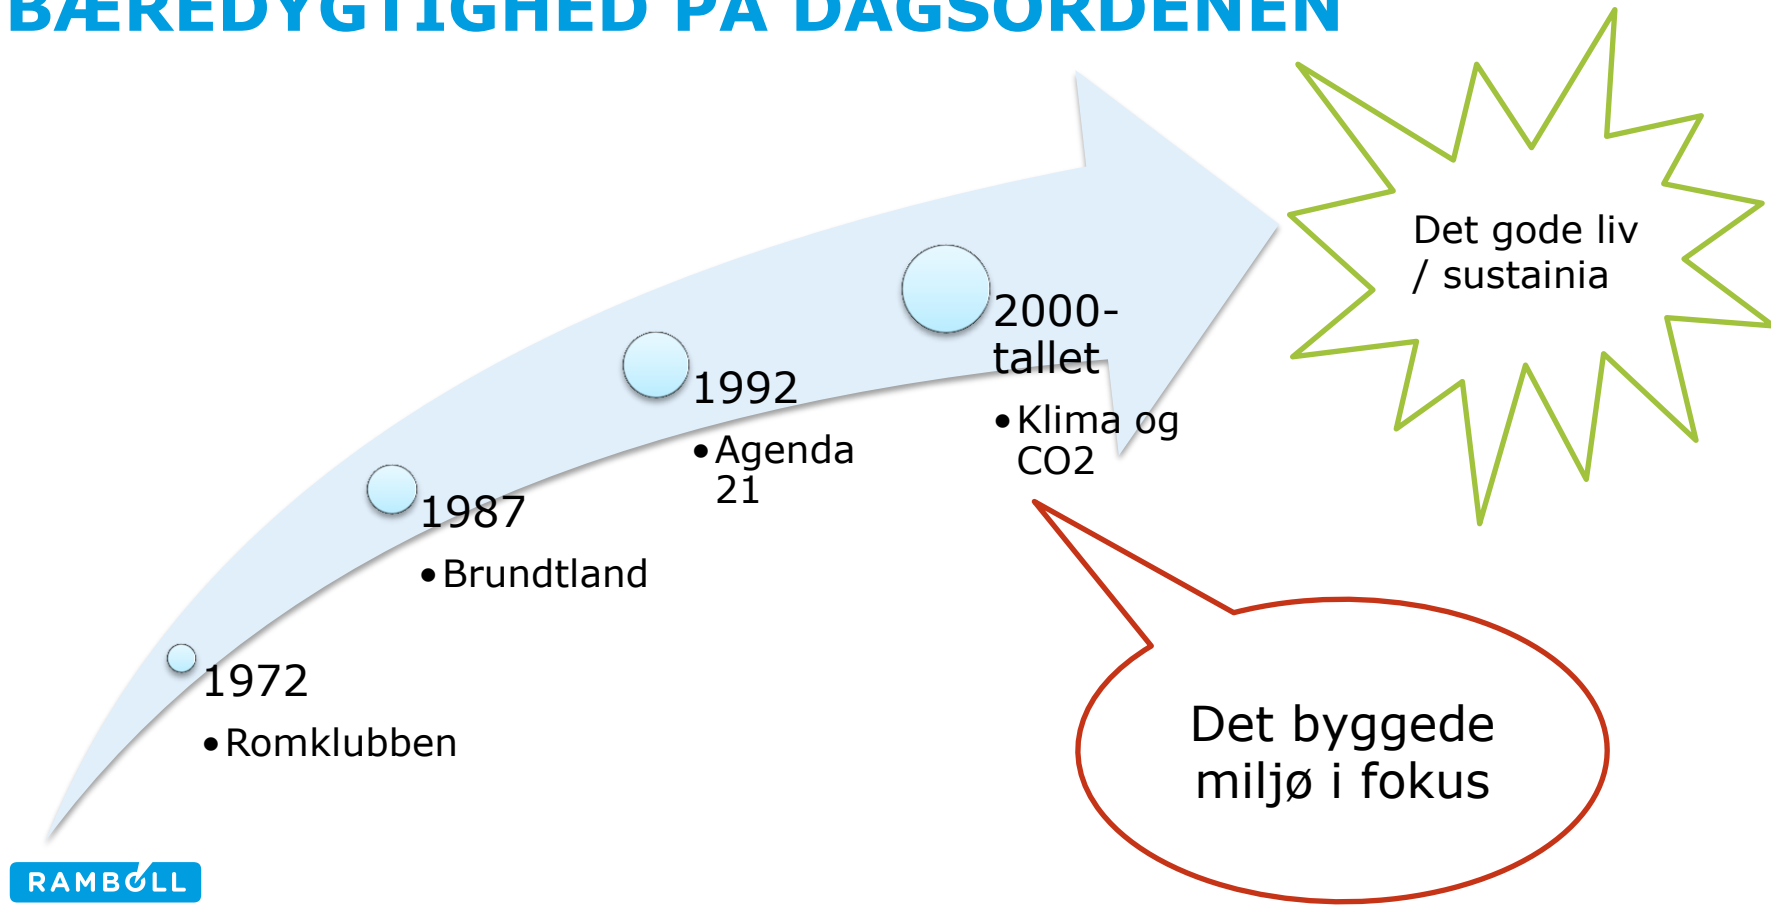 BÆREDYGTIGHED PÅ DAGSORDENEN
Det gode liv
/ sustainia
2000-
tallet
•Klima og
CO2
1992
•Agenda
21
1987
•Brundtland
1972
•Romklubben
Det byggede
miljø i fokus
RAMBØLL